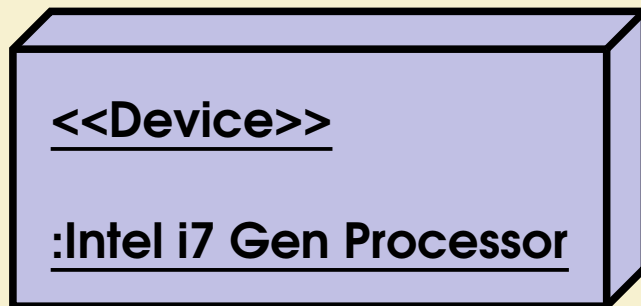 <<Device>>
:Intel i7 Gen Processor